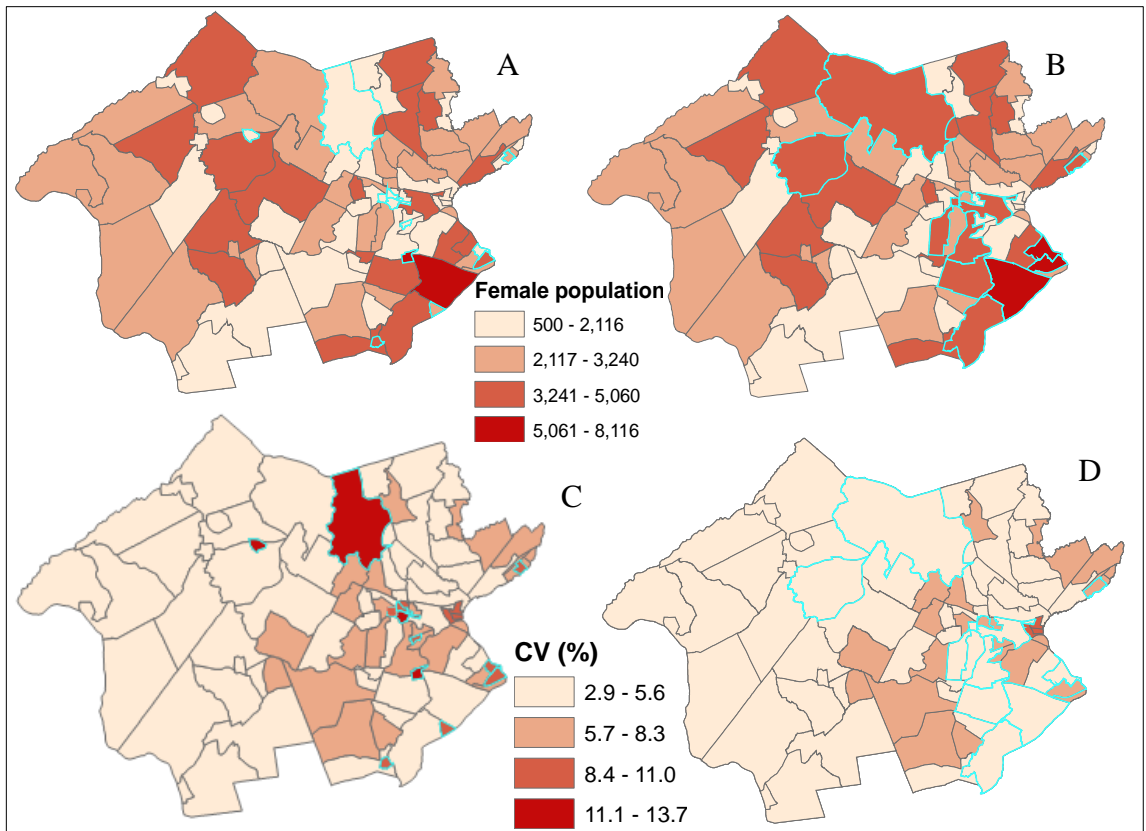 A
B
Female population
500 - 2,116
2,117 - 3,240
3,241 - 5,060
5,061 - 8,116
C
D
CV (%)
2.9 - 5.6
5.7 - 8.3
8.4 - 11.0
11.1 - 13.7